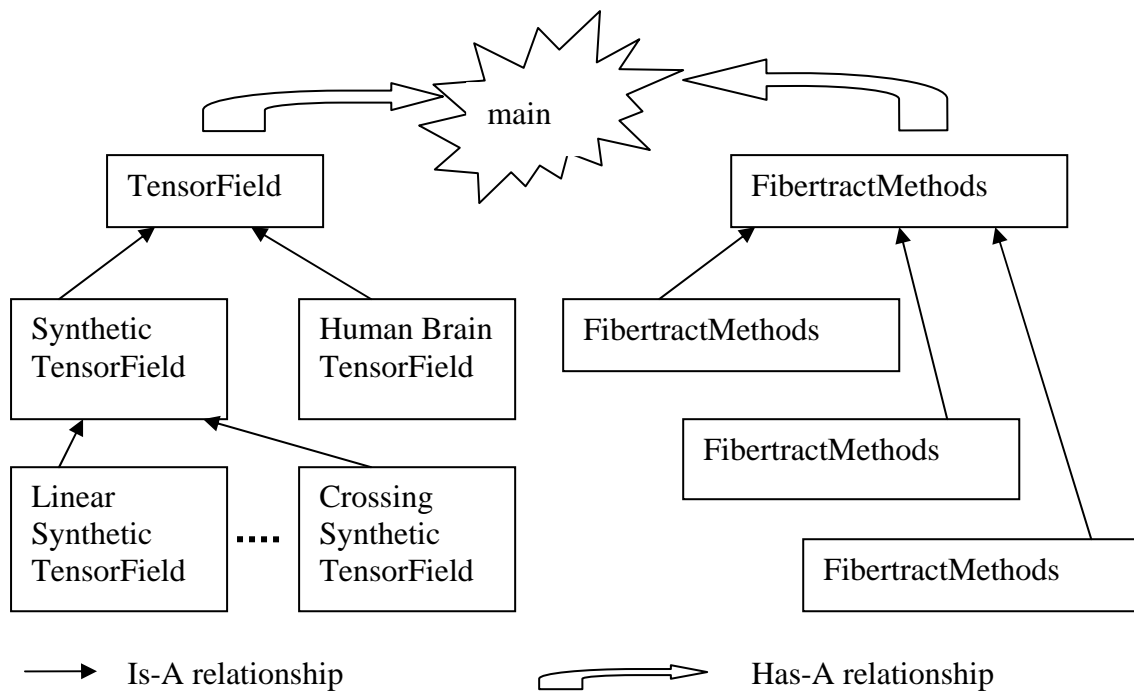 main
TensorField
FibertractMethods
Synthetic
TensorField
Human Brain
TensorField
FibertractMethods
FibertractMethods
Linear
Synthetic
TensorField
Crossing
Synthetic
TensorField
FibertractMethods
Is-A relationship
Has-A relationship